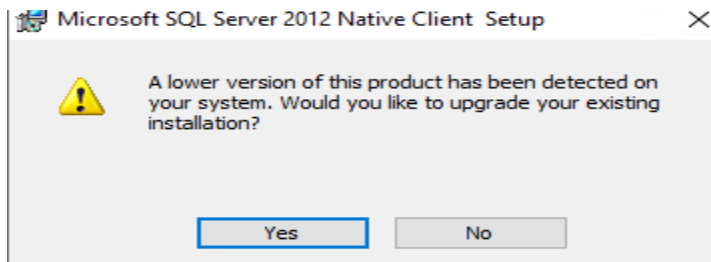 Microsoft SQL Server 2012 Native Client Setup
A lower version of this product has been detected on
your system. Would you like to upgrade your existing
installation?
Yes
No